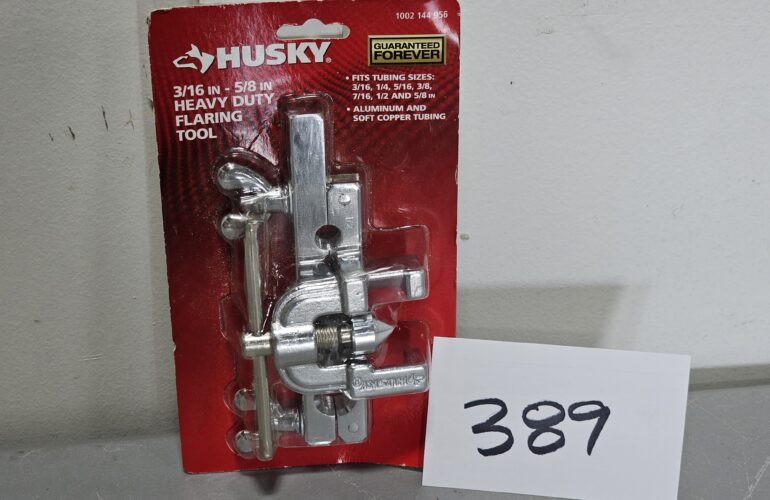 1002 144 956
HUSKY®
GUARANTEED
FOREVER
3/16 IN - 5/8 IN
HEAVY DUTY
FLARING
TOOL
• FITS TUBING SIZES:
3/16, 1/4, 5/16, 3/8,
7/16, 1/2 AND 5/8 IN
• ALUMINUM AND
SOFT COPPER TUBING
389